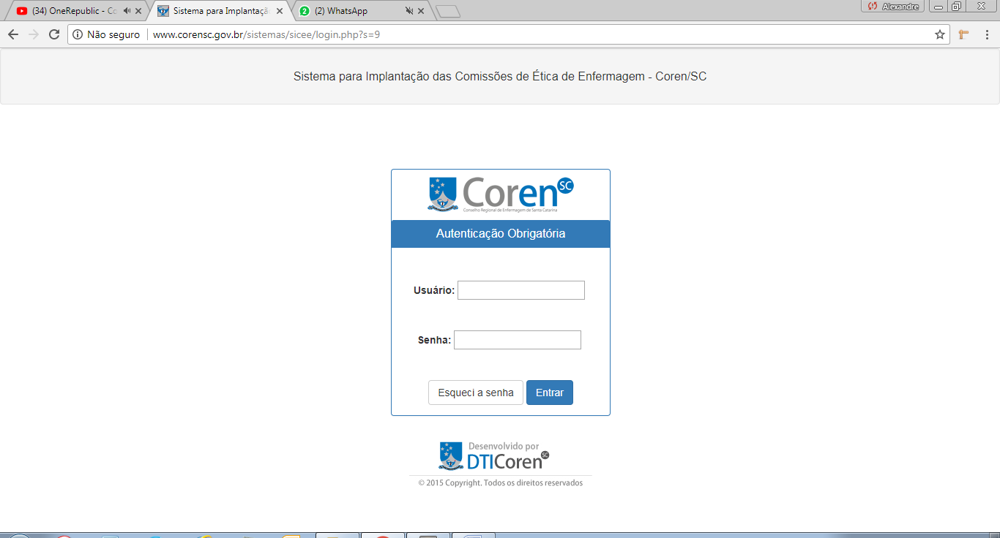 (34) OneRepublic - Co
Sistema para Implantaçã
2 (2) WhatsApp
Alexandre
Não seguro www.corensc.gov.br/sistemas/sicee/login.php?s=9
Sistema para Implantação das Comissões de Ética de Enfermagem - Coren/SC
Coren SC
Conselho Regional de Enfermagem de Santa Catarina
Autenticação Obrigatória
Usuário:
Senha:
Esqueci a senha Entrar
Desenvolvido por
DTICoren SC
© 2015 Copyright. Todos os direitos reservados